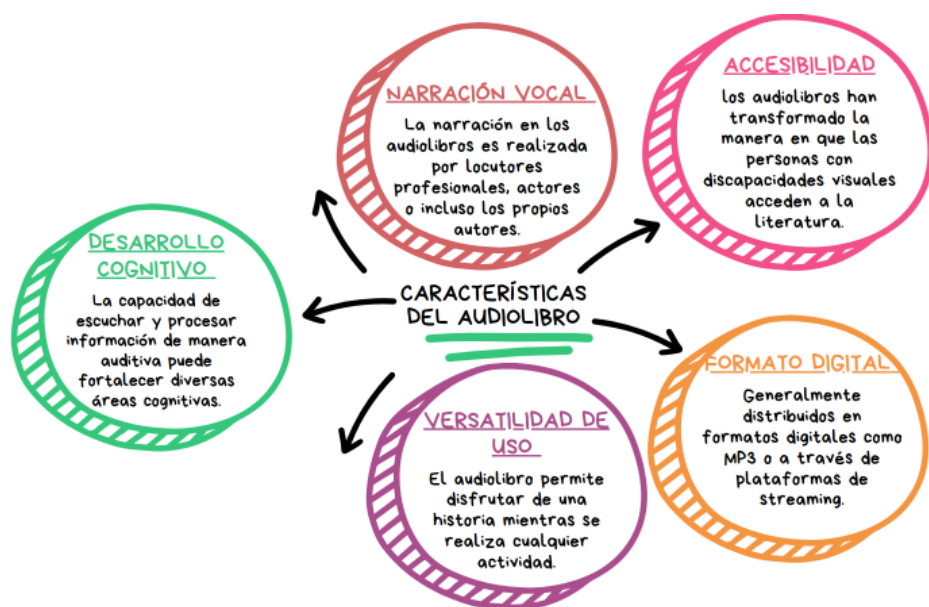 NARRACIÓN VOCAL
La narración en los
audiolibros es realizada
por locutores
profesionales, actores
o incluso los propios
autores.
ACCESIBILIDAD
los audiolibros han
transformado la
manera en que las
personas con
discapacidades visuales
acceden a la
literatura.
DESARROLLO
COGNITIVO
La capacidad de
escuchar y procesar
información de manera
auditiva puede
fortalecer diversas
áreas cognitivas.
CARACTERÍSTICAS
DEL AUDIOLIBRO
FORMATO DIGITAL
Generalmente
distribuidos en
formatos digitales como
MP3 o a través de
plataformas de
streaming.
VERSATILIDAD DE
USO
El audiolibro permite
disfrutar de una
historia mientras se
realiza cualquier
actividad.